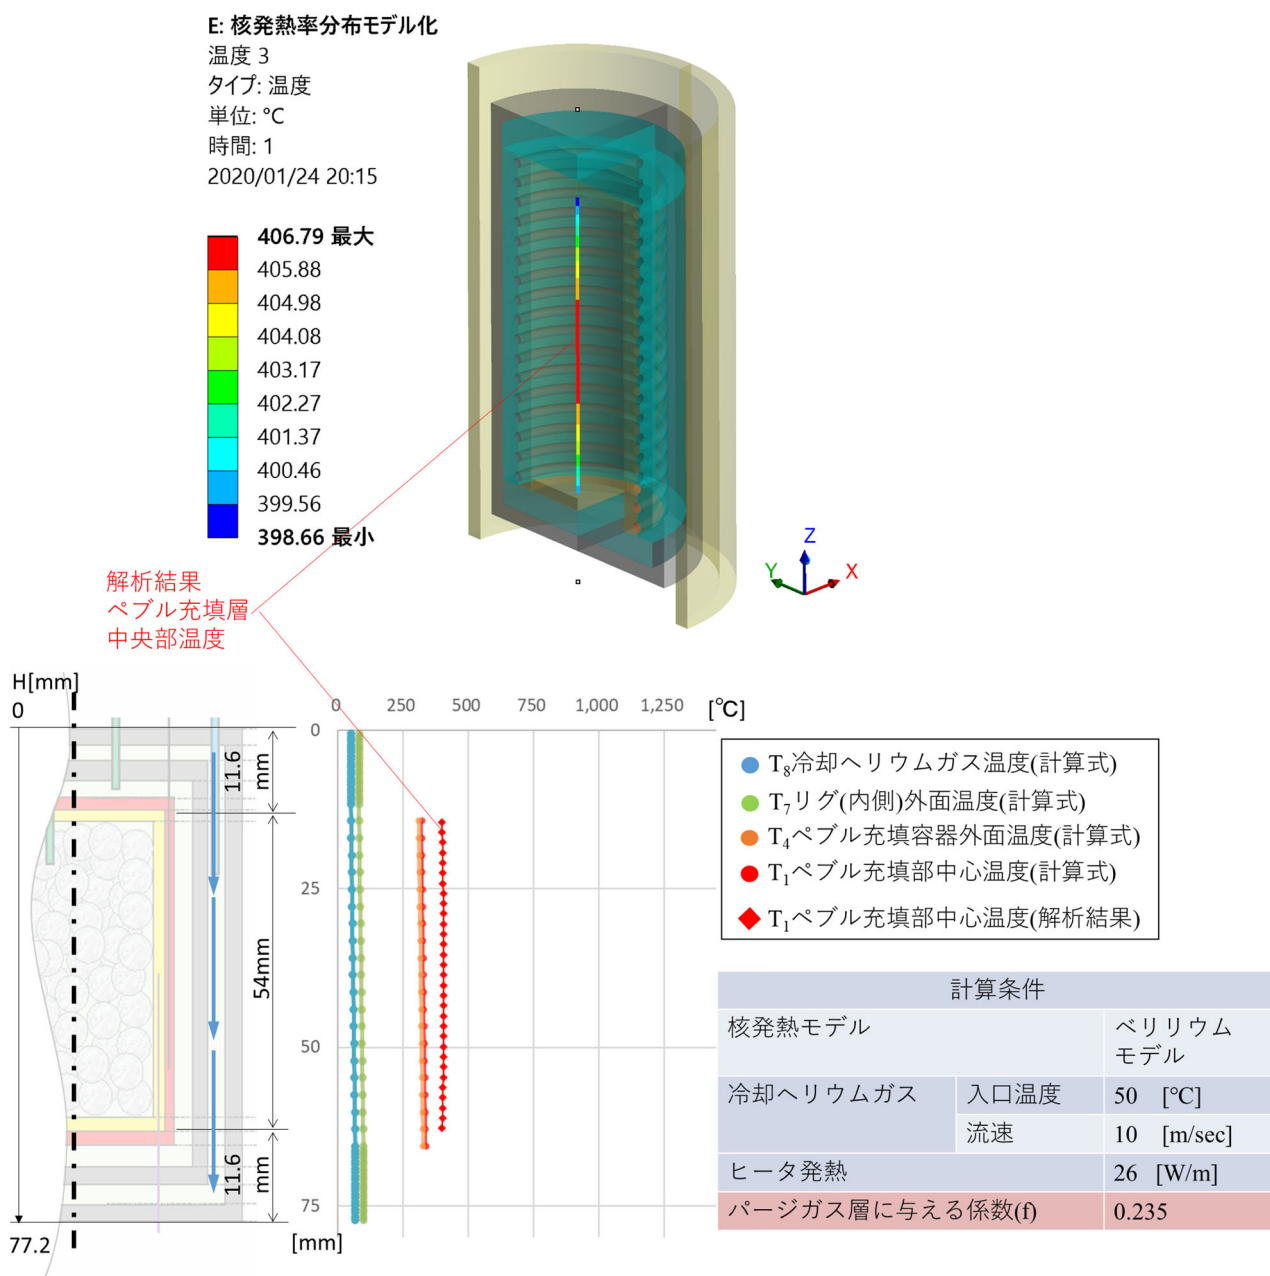 E: 核発熱率分布モデル化
温度 3
タイプ: 温度
単位: °C
時間: 1
2020/01/24 20:15
406.79 最大
405.88
404.98
404.08
403.17
402.27
401.37
400.46
399.56
398.66 最小
Z
Y
X
解析結果
ペブル充填層
中央部温度
H[mm]
0
11.6
mm
54mm
11.6
mm
77.2
0
250
500
750
1,000
1,250
[℃]
0
25
50
75
[mm]
T8冷却ヘリウムガス温度(計算式)
T7リグ(内側)外面温度(計算式)
T4ペブル充填容器外面温度(計算式)
T1ペブル充填部中心温度(計算式)
T1ペブル充填部中心温度(解析結果)
計算条件
核発熱モデル
ベリリウム
モデル
冷却ヘリウムガス
入口温度
50 [℃]
流速
10 [m/sec]
ヒータ発熱
26 [W/m]
パージガス層に与える係数(f)
0.235